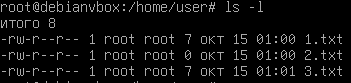 root@debianvbox:/home/user# ls -l
итого 8
-rw-r--r-- 1 root root 7 окт 15 01:00 1.txt
-rw-r--r-- 1 root root 0 окт 15 01:00 2.txt
-rw-r--r-- 1 root root 7 окт 15 01:01 3.txt